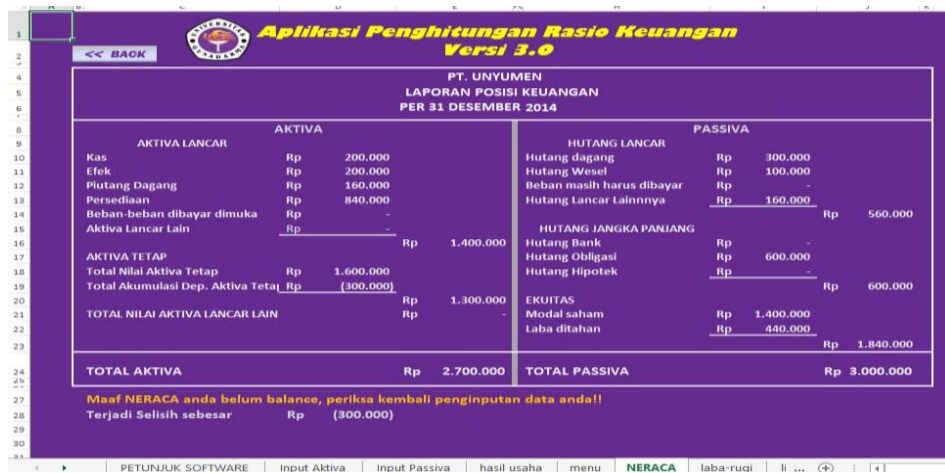 Aplikasi Penghitungan Rasio Keuangan
Versi 3.0
<< BACK
UNIVERSITAS GUNADARMA
PT. UNYUMEN
LAPORAN POSISI KEUANGAN
PER 31 DESEMBER 2014
AKTIVA PASSIVA
AKTIVA LANCAR HUTANG LANCAR
Kas Rp 200.000 Hutang dagang Rp 300.000
Efek Rp 200.000 Hutang Wesel Rp 100.000
Piutang Dagang Rp 160.000 Beban masih harus dibayar Rp -
Persediaan Rp 840.000 Hutang Lancar Lainnnya Rp 160.000
Beban-beban dibayar dimuka Rp - Rp 560.000
Aktiva Lancar Lain Rp - HUTANG JANGKA PANJANG
Rp 1.400.000 Hutang Bank Rp -
AKTIVA TETAP Hutang Obligasi Rp 600.000
Total Nilai Aktiva Tetap Rp 1.600.000 Hutang Hipotek Rp -
Total Akumulasi Dep. Aktiva Tetap Rp (300.000) Rp 600.000
Rp 1.300.000 EKUITAS
TOTAL NILAI AKTIVA LANCAR LAIN Rp - Modal saham Rp 1.400.000
Laba ditahan Rp 440.000
Rp 1.840.000
TOTAL AKTIVA Rp 2.700.000 TOTAL PASSIVA Rp 3.000.000
Maaf NERACA anda belum balance, periksa kembali penginputan data anda!!
Terjadi Selisih sebesar Rp (300.000)
PETUNJUK SOFTWARE Input Aktiva Input Passiva hasil usaha menu NERACA laba-rugi li ...